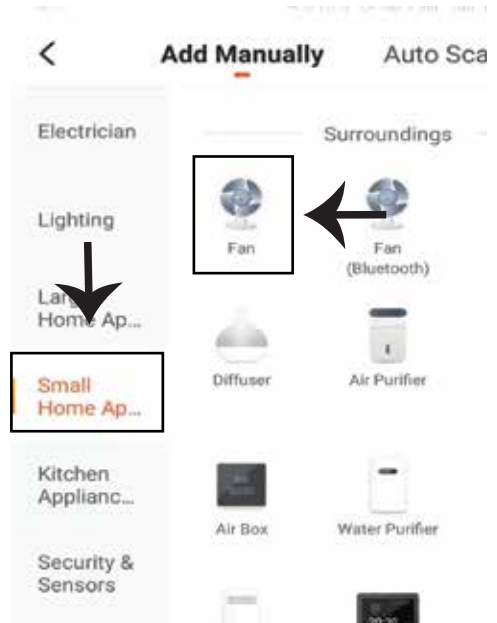 Add Manually
Auto Sca
Electrician
Lighting
Home Ap...
Small
Home Ap...
Kitchen
Applianc...
Security &
Sensors
Surroundings
Fan
Fan
(Bluetooth)
Diffuser
Air Purifier
Air Box
Water Purifier